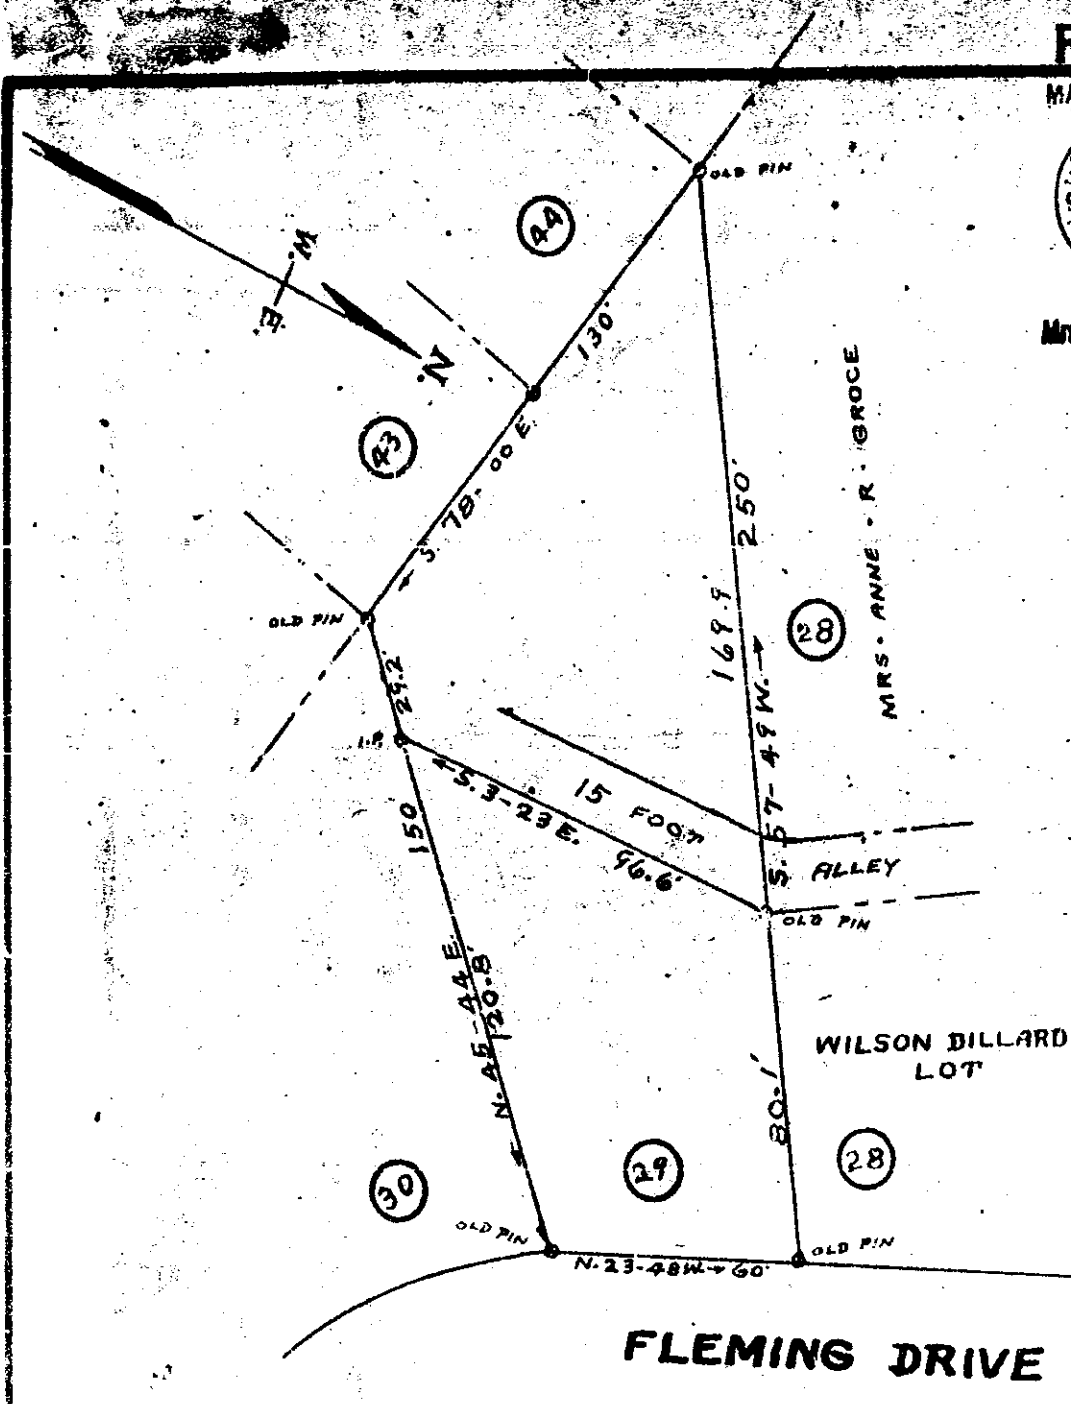 OLD PIN
44
.W
E.
.N
130'
43
← S. 78-00 E.
250'
MRS. ANNE. R. GROCE
OLD PIN
28
169.9'
29.2'
I.P.
S. 57-49 W. →
15 FOOT
ALLEY
← S. 3-23 E. 96.6'
150'
OLD PIN
← N. 45-44 E.
120.8'
WILSON DILLARD
LOT
80.1'
30
29
28
OLD PIN
OLD PIN
N. 23-48 W → 60'
FLEMING DRIVE